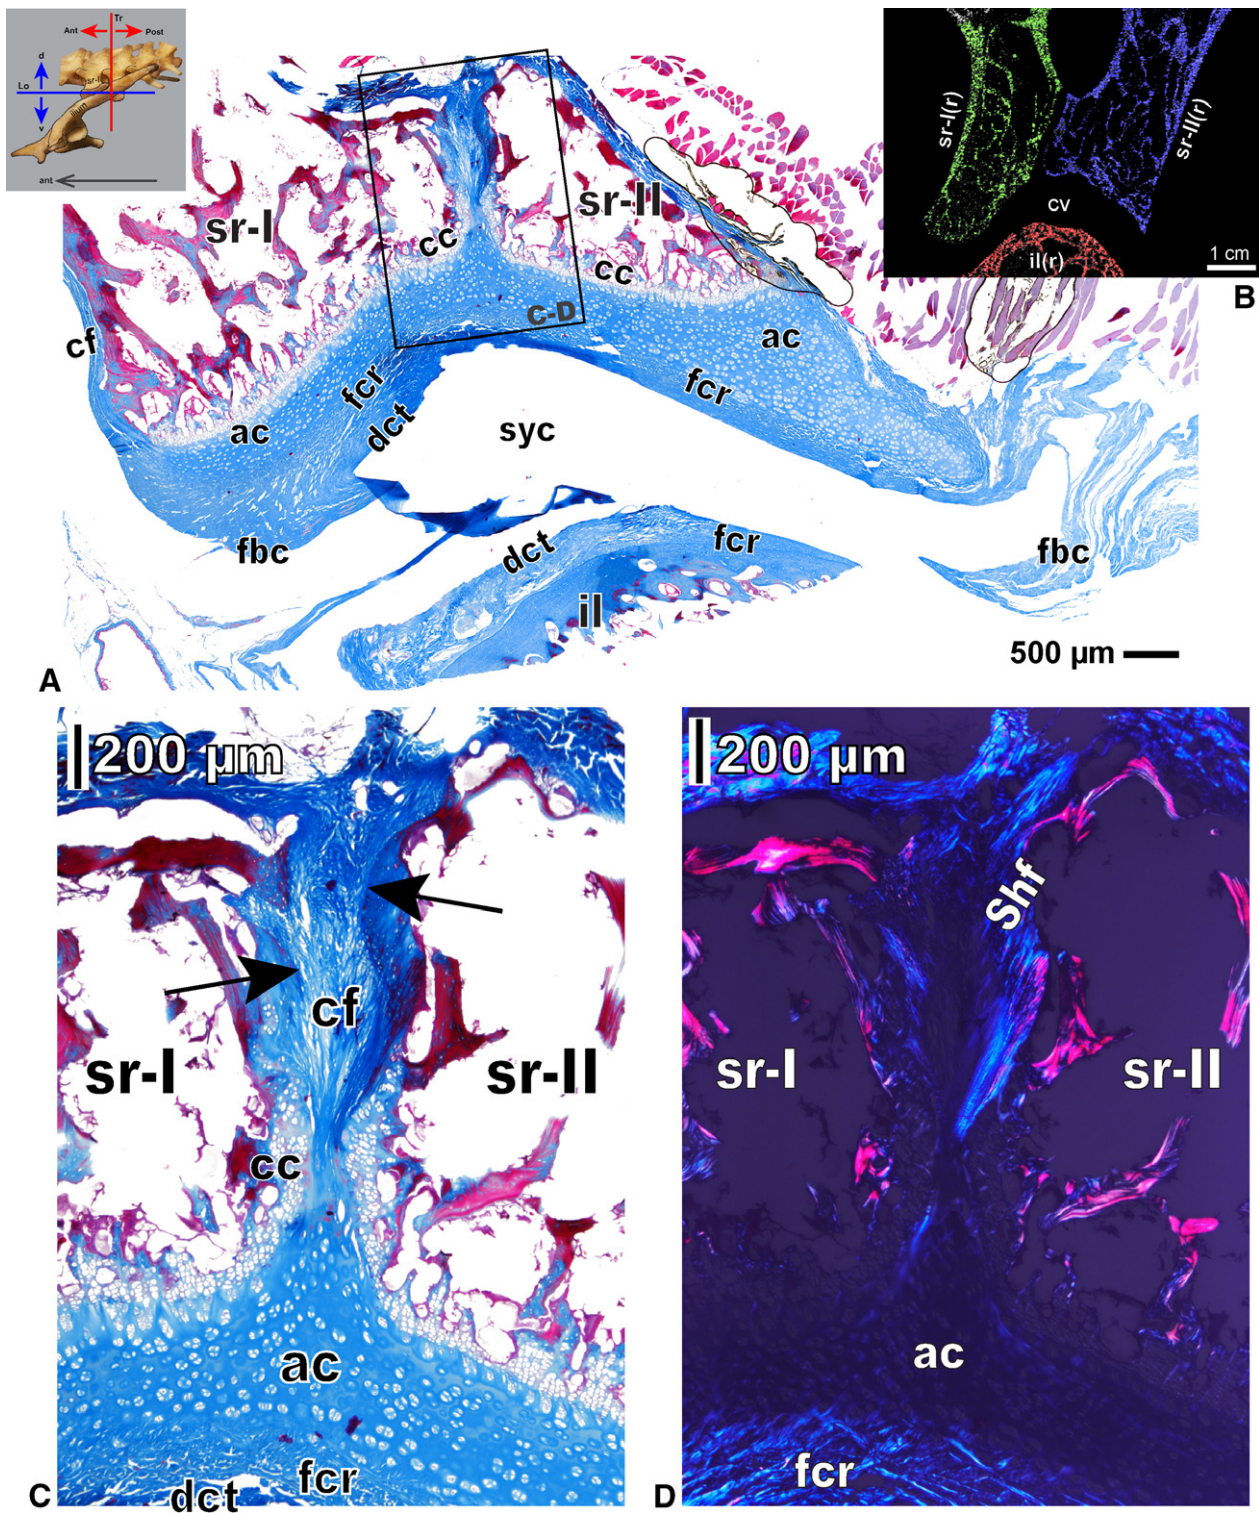 Tr
Ant
Post
d
sr-I
Lo
ilium
v
ant
sr-I
sr-II
cc
cc
C-D
cf
ac
ac
fcr
fcr
dct
syc
fbc
dct
fcr
fbc
il
500 µm
A
sr-I(r)
sr-II(r)
cv
il(r)
1 cm
B
200 µm
cf
sr-I
sr-II
cc
ac
fcr
dct
C
200 µm
Shf
sr-I
sr-II
ac
fcr
D